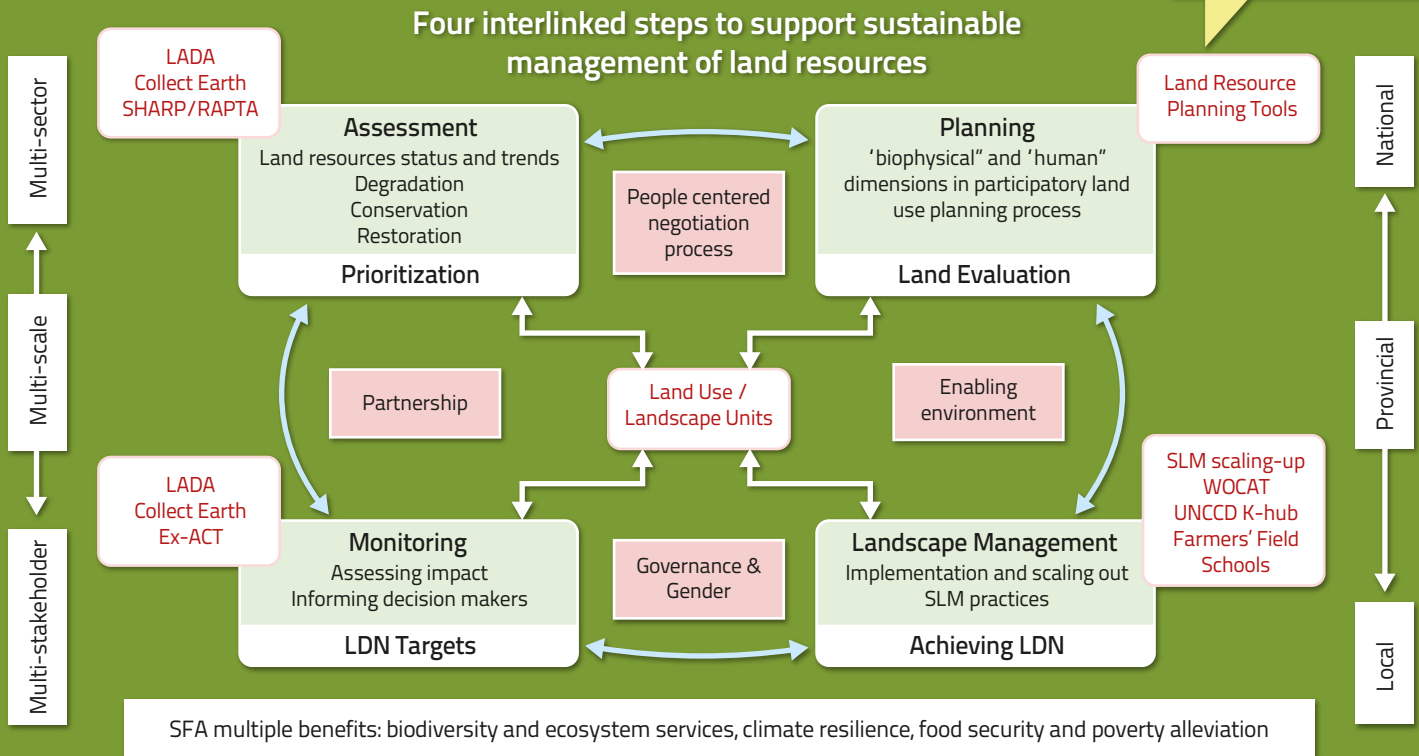 Four interlinked steps to support sustainable
management of land resources
Multi-sector
Multi-scale
Multi-stakeholder
LADA
Collect Earth
SHARP/RAPTA
Assessment
Land resources status and trends
Degradation
Conservation
Restoration
Prioritization
People centered
negotiation
process
Land Resource
Planning Tools
Planning
‘biophysical” and ‘human”
dimensions in participatory land
use planning process
Land Evaluation
National
Provincial
Local
Partnership
Land Use /
Landscape Units
Enabling
environment
LADA
Collect Earth
Ex-ACT
Monitoring
Assessing impact
Informing decision makers
LDN Targets
Governance &
Gender
SLM scaling-up
WOCAT
UNCCD K-hub
Farmers’ Field
Schools
Landscape Management
Implementation and scaling out
SLM practices
Achieving LDN
SFA multiple benefits: biodiversity and ecosystem services, climate resilience, food security and poverty alleviation